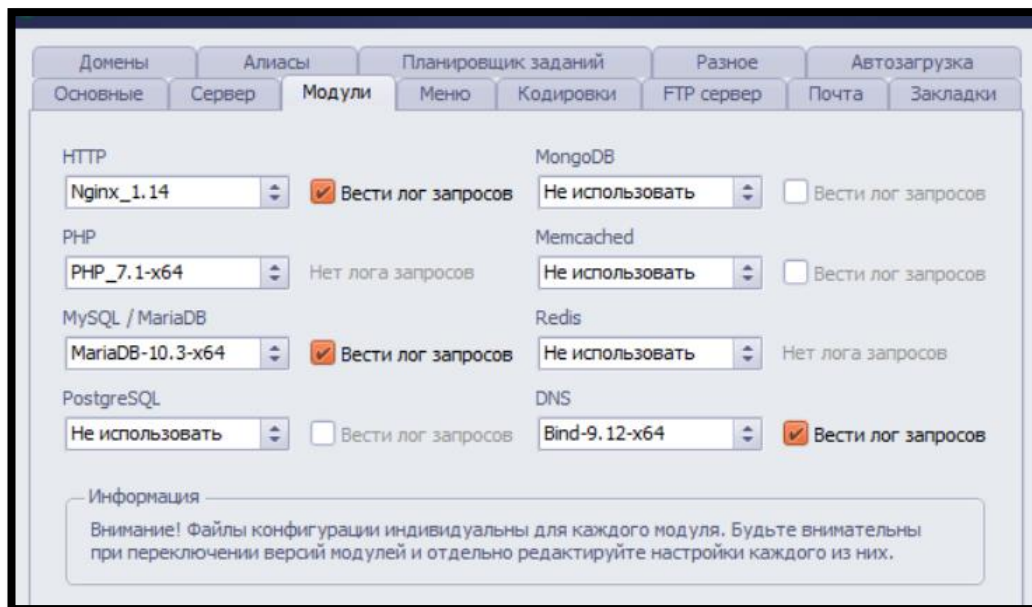 Домены Алиасы Планировщик заданий Разное Автозагрузка
Основные Сервер Модули Меню Кодировки FTP сервер Почта Закладки
HTTP MongoDB
Nginx_1.14 Вести лог запросов Не использовать Вести лог запросов
PHP Memcached
PHP_7.1-x64 Нет лога запросов Не использовать Вести лог запросов
MySQL / MariaDB Redis
MariaDB-10.3-x64 Вести лог запросов Не использовать Нет лога запросов
PostgreSQL DNS
Не использовать Вести лог запросов Bind-9.12-x64 Вести лог запросов
Информация
Внимание! Файлы конфигурации индивидуальны для каждого модуля. Будьте внимательны
при переключении версий модулей и отдельно редактируйте настройки каждого из них.